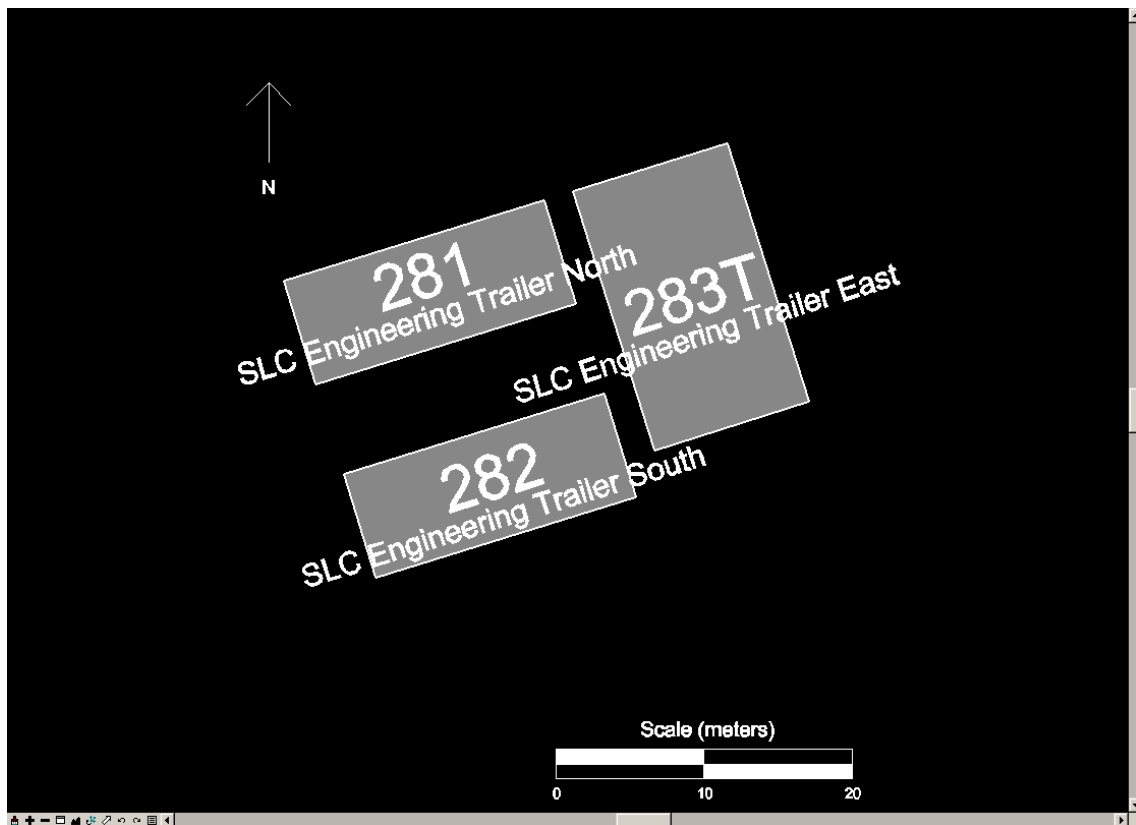 N
281
SLC Engineering Trailer North
283T
SLC Engineering Trailer East
282
SLC Engineering Trailer South
Scale (meters)
0 10 20